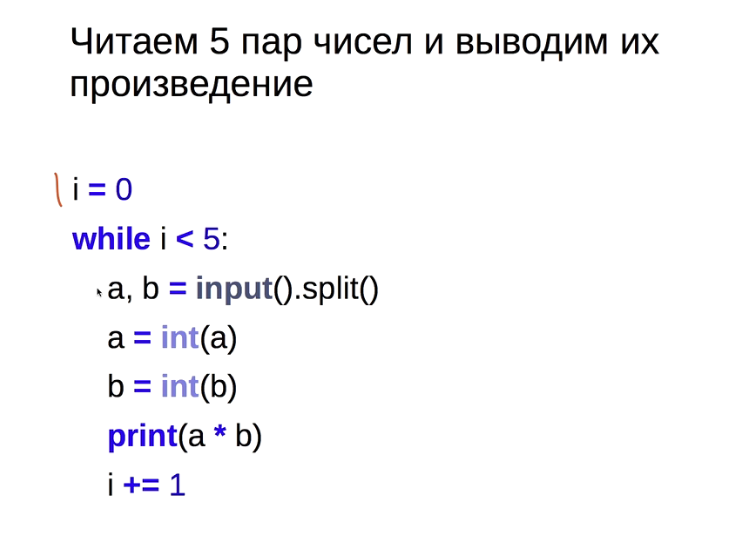 Читаем 5 пар чисел и выводим их
произведение
i = 0
while i < 5:
a, b = input().split()
a = int(a)
b = int(b)
print(a * b)
i += 1